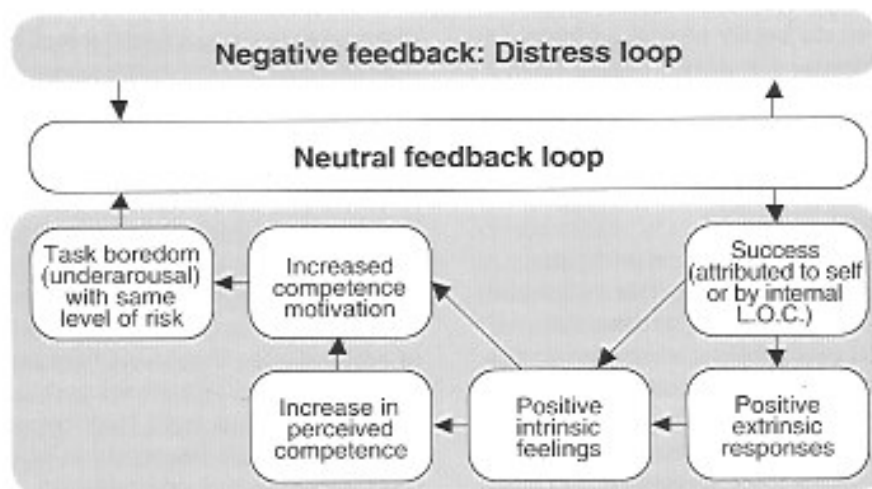 Negative feedback: Distress loop
Neutral feedback loop
Task boredom
(underarousal)
with same
level of risk
Increased
competence
motivation
Success
(attributed to self
or by internal
L.O.C.)
Increase in
perceived
competence
Positive
intrinsic
feelings
Positive
extrinsic
responses